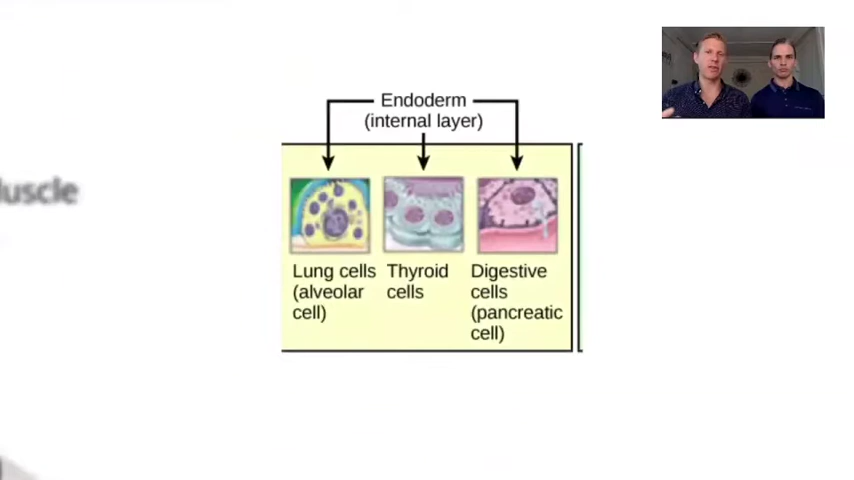 Endoderm
(internal layer)
Lung cells
(alveolar
cell)
Thyroid
cells
Digestive
cells
(pancreatic
cell)